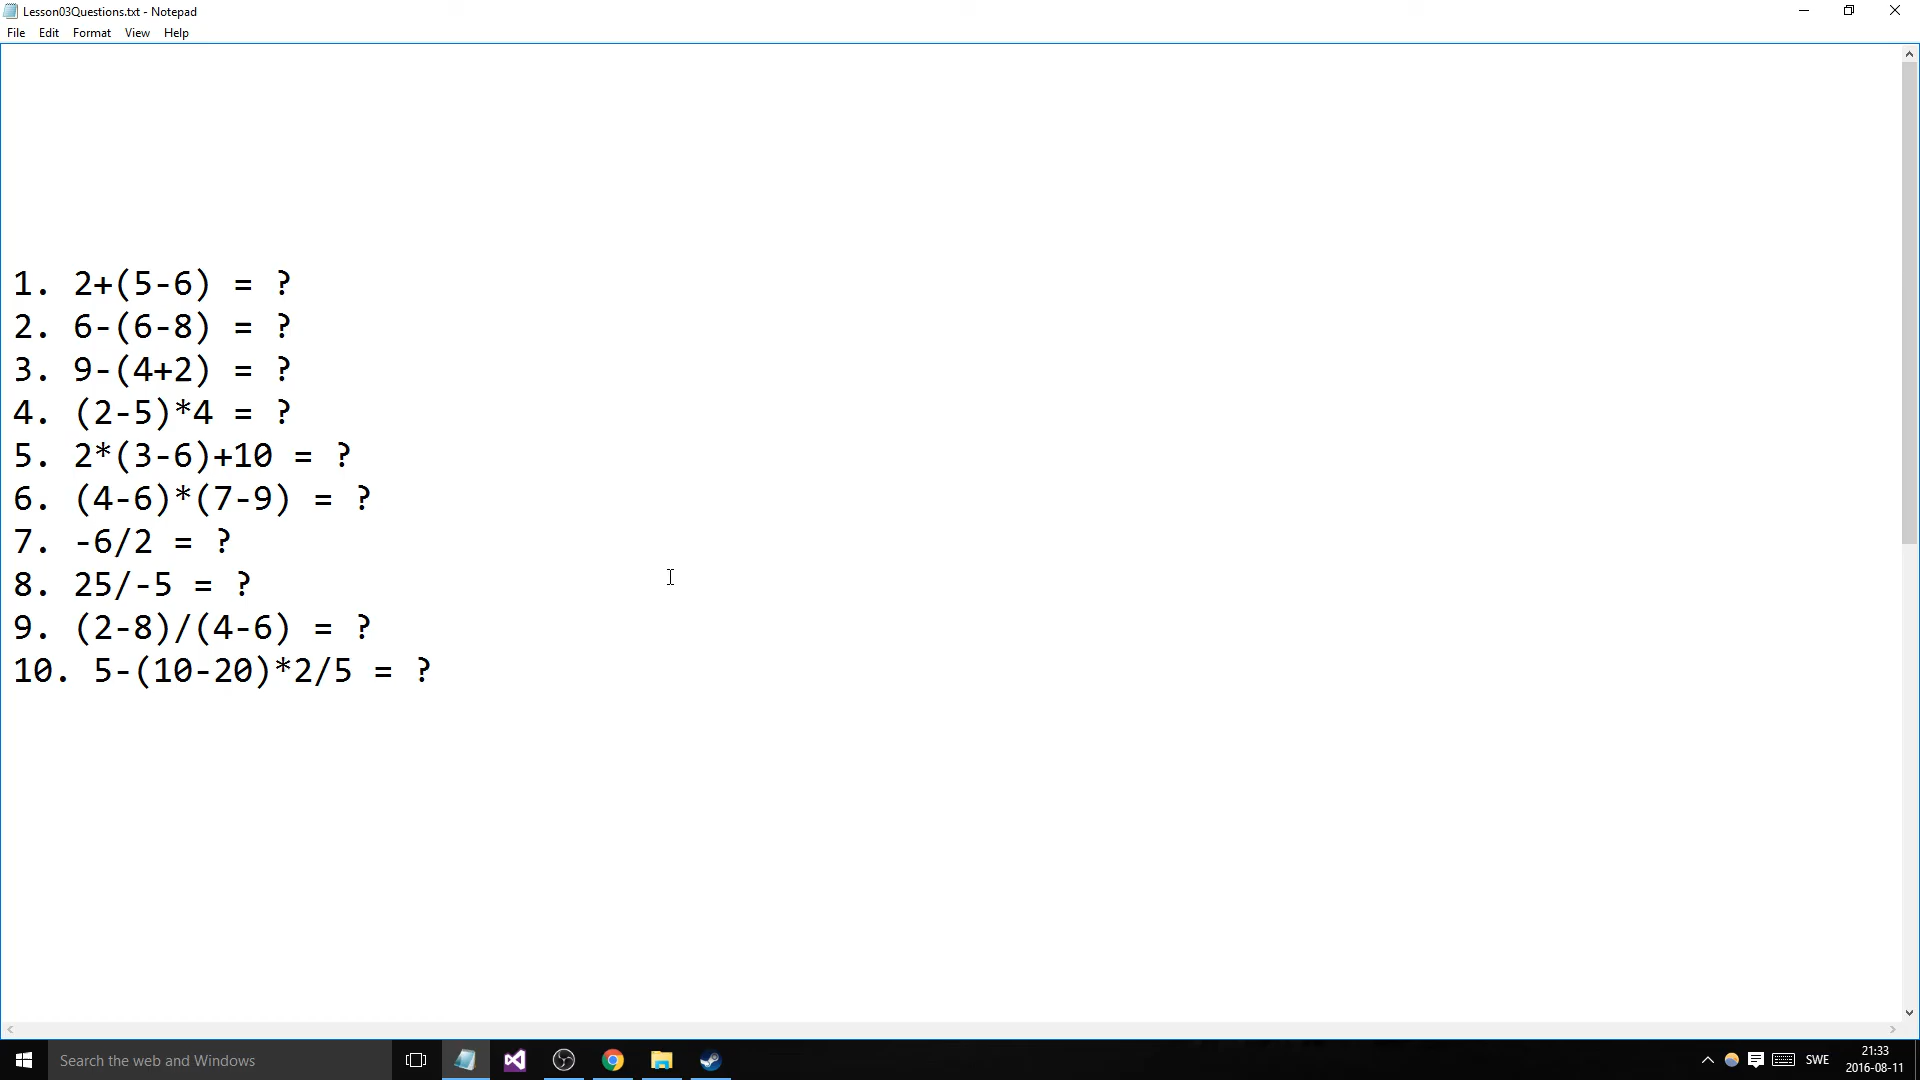 Lesson03Questions.txt - Notepad
File Edit Format View Help
1. 2+(5-6) = ?
2. 6-(6-8) = ?
3. 9-(4+2) = ?
4. (2-5)*4 = ?
5. 2*(3-6)+10 = ?
6. (4-6)*(7-9) = ?
7. -6/2 = ?
8. 25/-5 = ?
9. (2-8)/(4-6) = ?
10. 5-(10-20)*2/5 = ?
Search the web and Windows
SWE
21:33
2016-08-11